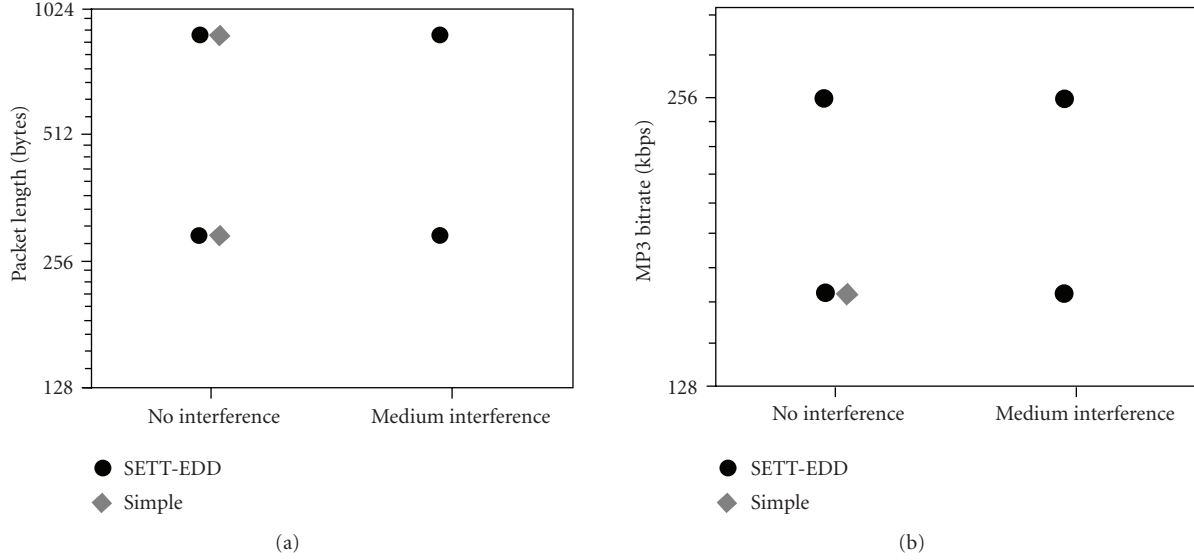 1024
512
256
128
Packet length (bytes)
No interference
Medium interference
SETT-EDD
Simple
(a)
256
128
MP3 bitrate (kbps)
No interference
Medium interference
SETT-EDD
Simple
(b)